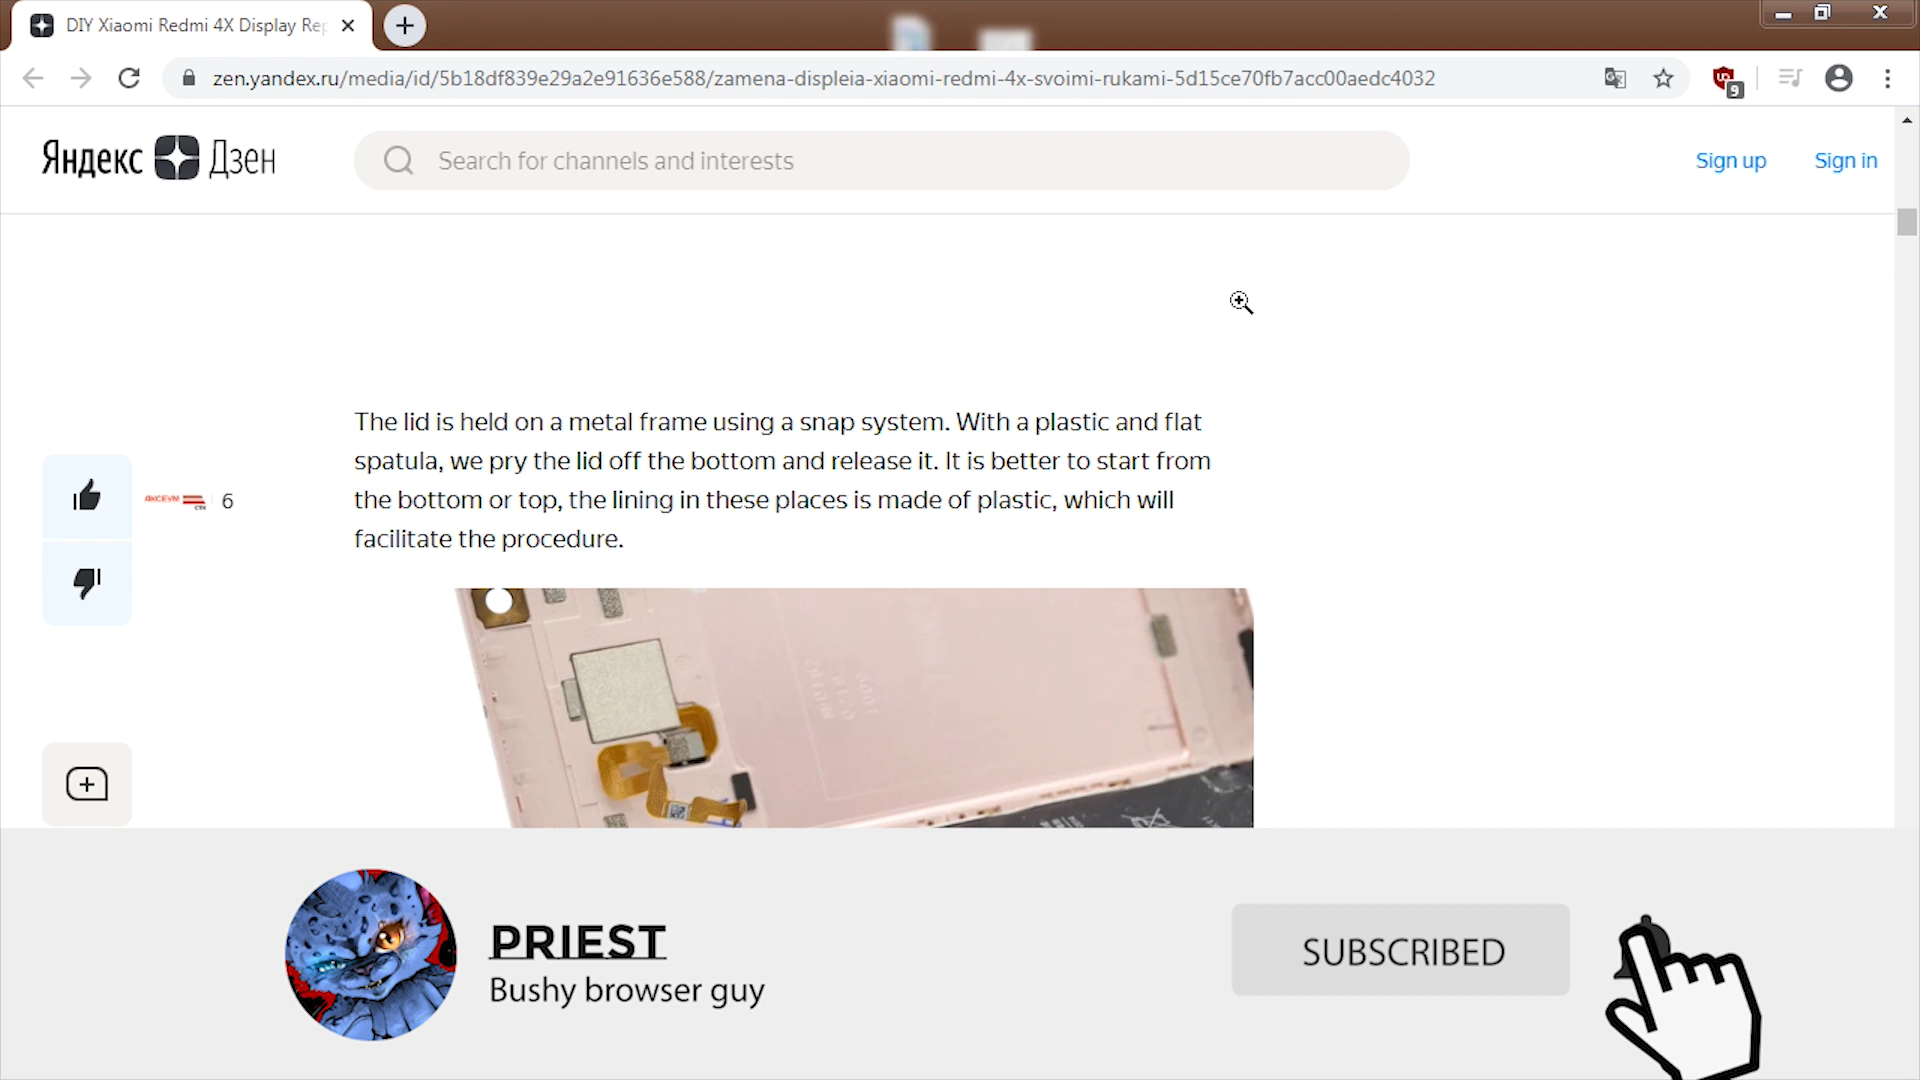 DIY Xiaomi Redmi 4X Display Rep
zen.yandex.ru/media/id/5b18df839e29a2e91636e588/zamena-displeia-xiaomi-redmi-4x-svoimi-rukami-5d15ce70fb7acc00aedc4032
9
Яндекс Дзен
Search for channels and interests
Sign up
Sign in
The lid is held on a metal frame using a snap system. With a plastic and flat
spatula, we pry the lid off the bottom and release it. It is better to start from
the bottom or top, the lining in these places is made of plastic, which will
facilitate the procedure.
6
PRIEST
Bushy browser guy
SUBSCRIBED